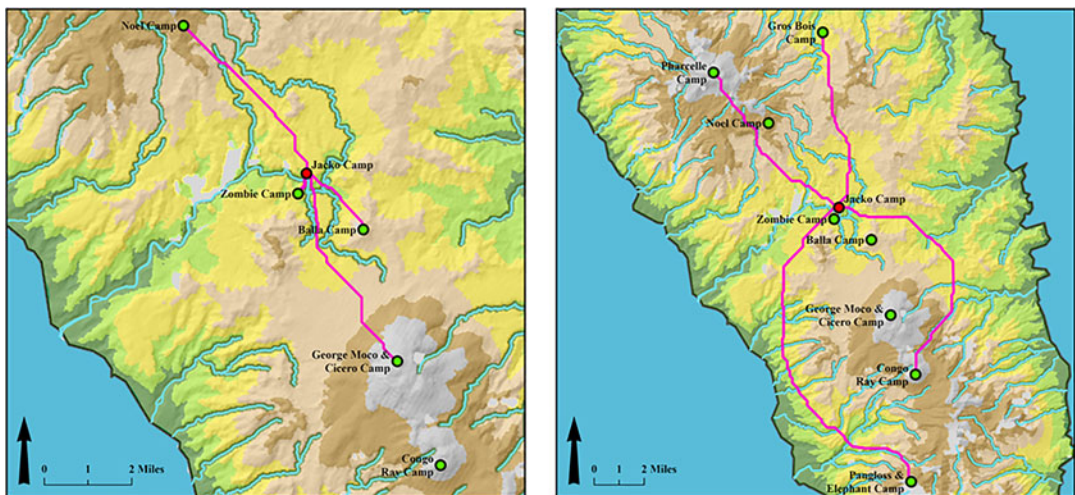 Noel Camp
Jacko Camp
Zombie Camp
Balla Camp
George Moco &
Cicero Camp
Congo
Ray Camp
0 1 2 Miles
Gros Bois
Camp
Pharcelle
Camp
Noel Camp
Jacko Camp
Zombie Camp
Balla Camp
George Moco &
Cicero Camp
Congo
Ray Camp
Pangloss &
Elephant Camp
0 1 2 Miles